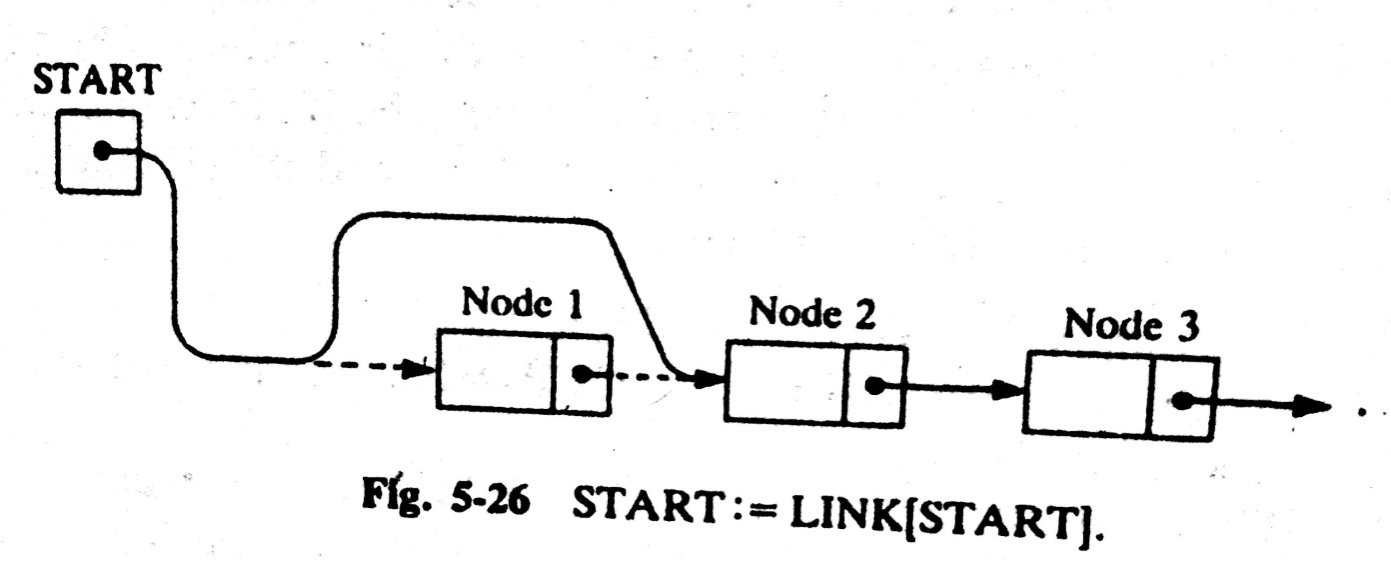 START
Node 1
Node 2
Node 3
Fig. 5-26 START := LINK[START].